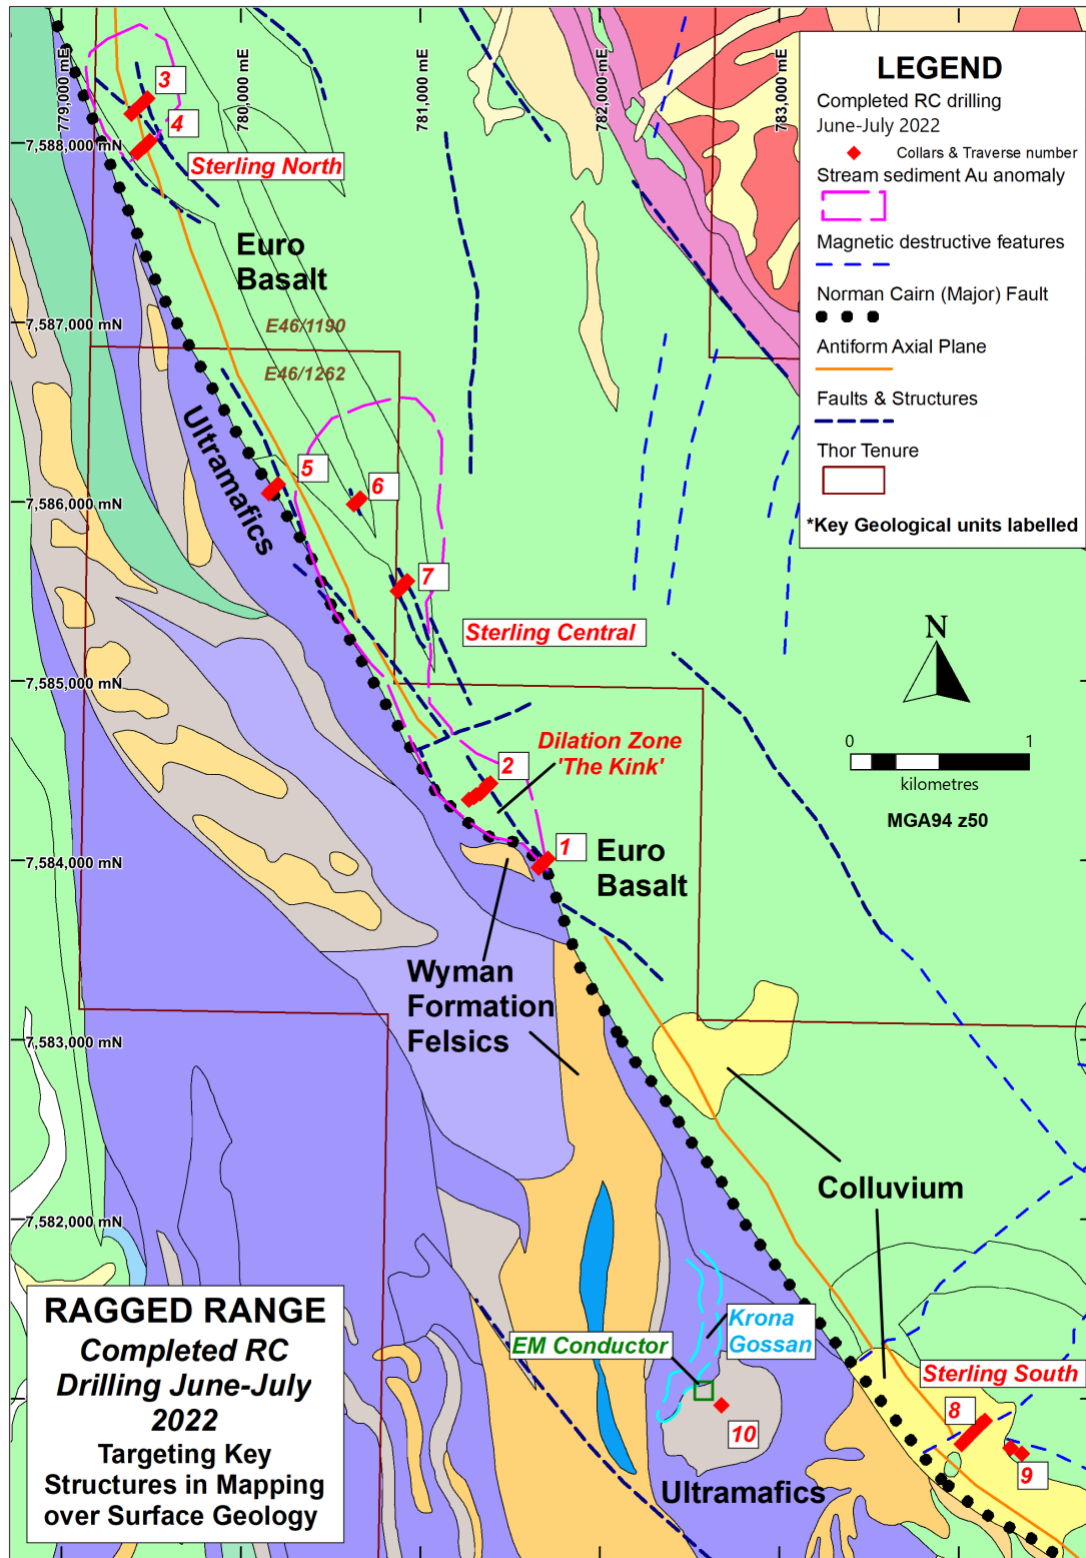 779,000 mE
780,000 mE
781,000 mE
782,000 mE
783,000 mE
7,588,000 mN
7,587,000 mN
7,586,000 mN
7,585,000 mN
7,584,000 mN
7,583,000 mN
7,582,000 mN
3
4
Sterling North
Euro
Basalt
E46/1190
E46/1262
Ultramafics
5
6
7
Sterling Central
Dilation Zone
'The Kink'
2
1
Euro
Basalt
Wyman
Formation
Felsics
Colluvium
Krona
Gossan
EM Conductor
Sterling South
8
9
10
Ultramafics
LEGEND
Completed RC drilling
June-July 2022
Collars & Traverse number
Stream sediment Au anomaly
Magnetic destructive features
Norman Cairn (Major) Fault
Antiform Axial Plane
Faults & Structures
Thor Tenure
*Key Geological units labelled
N
0 1
kilometres
MGA94 z50
RAGGED RANGE
Completed RC
Drilling June-July
2022
Targeting Key
Structures in Mapping
over Surface Geology